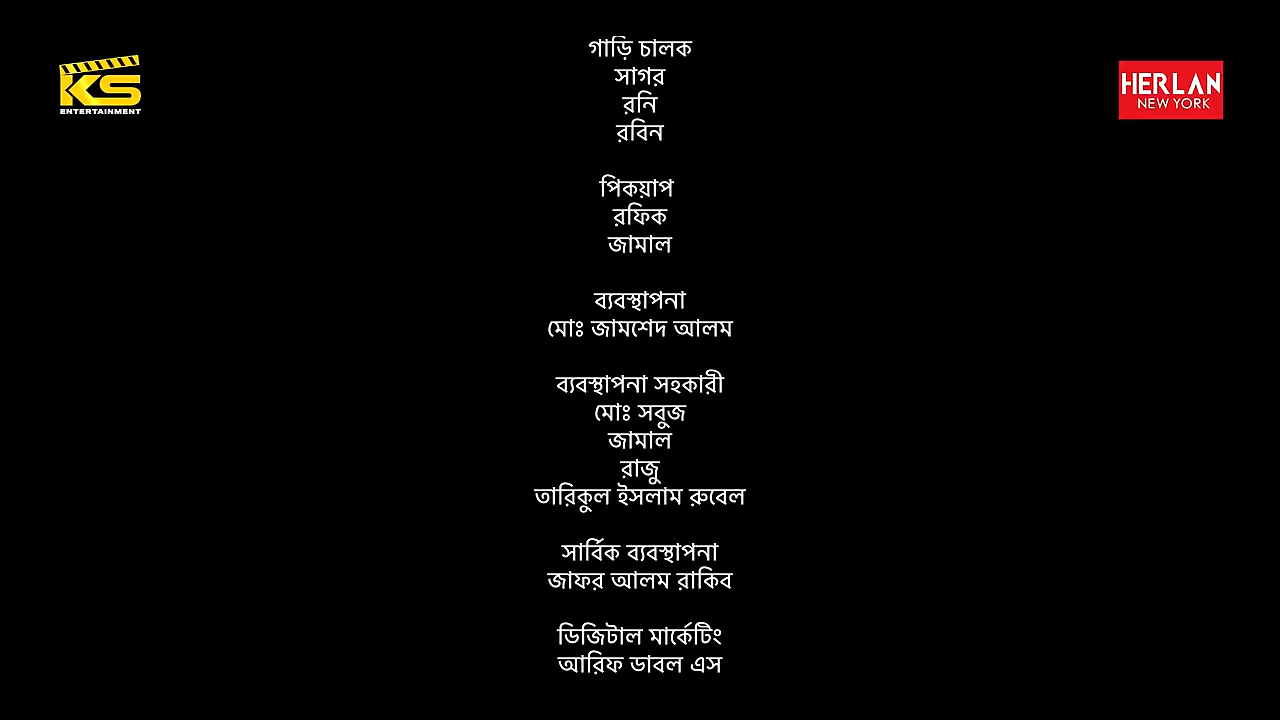 KS
ENTERTAINMENT
HERLAN
NEW YORK
গাড়ি চালক
সাগর
রনি
রবিন
পিকয়াপ
রফিক
জামাল
ব্যবস্থাপনা
মোঃ জামশেদ আলম
ব্যবস্থাপনা সহকারী
মোঃ সবুজ
জামাল
রাজু
তারিকুল ইসলাম রুবেল
সার্বিক ব্যবস্থাপনা
জাফর আলম রাকিব
ডিজিটাল মার্কেটিং
আরিফ ডাবল এস